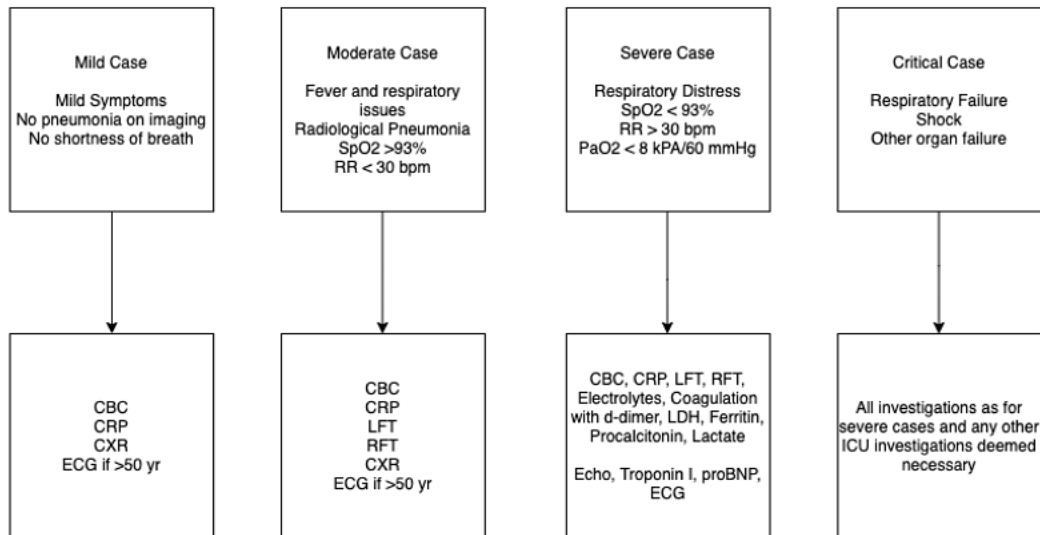 Mild Case
Mild Symptoms
No pneumonia on imaging
No shortness of breath
Moderate Case
Fever and respiratory
issues
Radiological Pneumonia
SpO2 >93%
RR < 30 bpm
Severe Case
Respiratory Distress
SpO2 < 93%
RR > 30 bpm
PaO2 < 8 kPA/60 mmHg
Critical Case
Respiratory Failure
Shock
Other organ failure
CBC
CRP
CXR
ECG if >50 yr
CBC
CRP
LFT
RFT
CXR
ECG if >50 yr
CBC, CRP, LFT, RFT,
Electrolytes, Coagulation
with d-dimer, LDH, Ferritin,
Procalcitonin, Lactate
Echo, Troponin I, proBNP,
ECG
All investigations as for
severe cases and any other
ICU investigations deemed
necessary